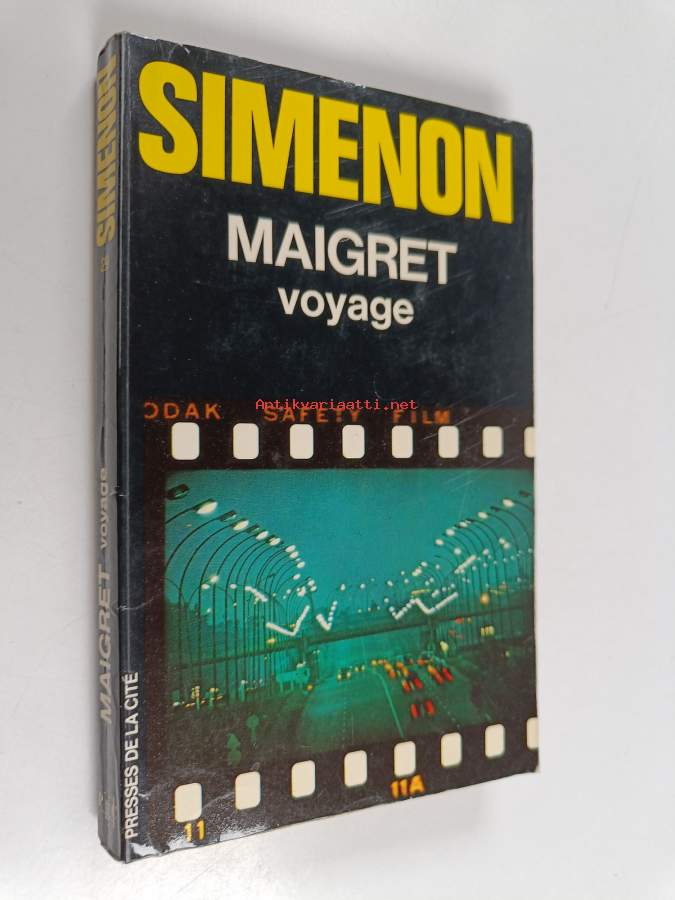 SIMENON
MAIGRET
voyage
Antikvariaatti.net
ODAK SAFETY FILM
11
11A
PRESSES DE LA CITÉ
SIMENON
MAIGRET voyage